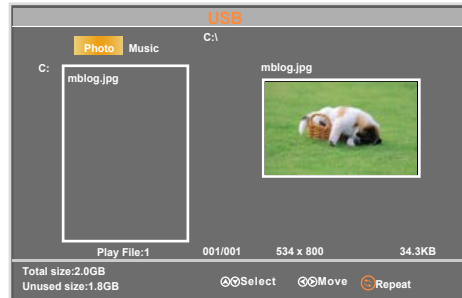 USB
Photo Music
C:\
C:
mblog.jpg
mblog.jpg
Play File:1 001/001 534 x 800 34.3KB
Total size:2.0GB
Unused size:1.8GB
Select Move Repeat